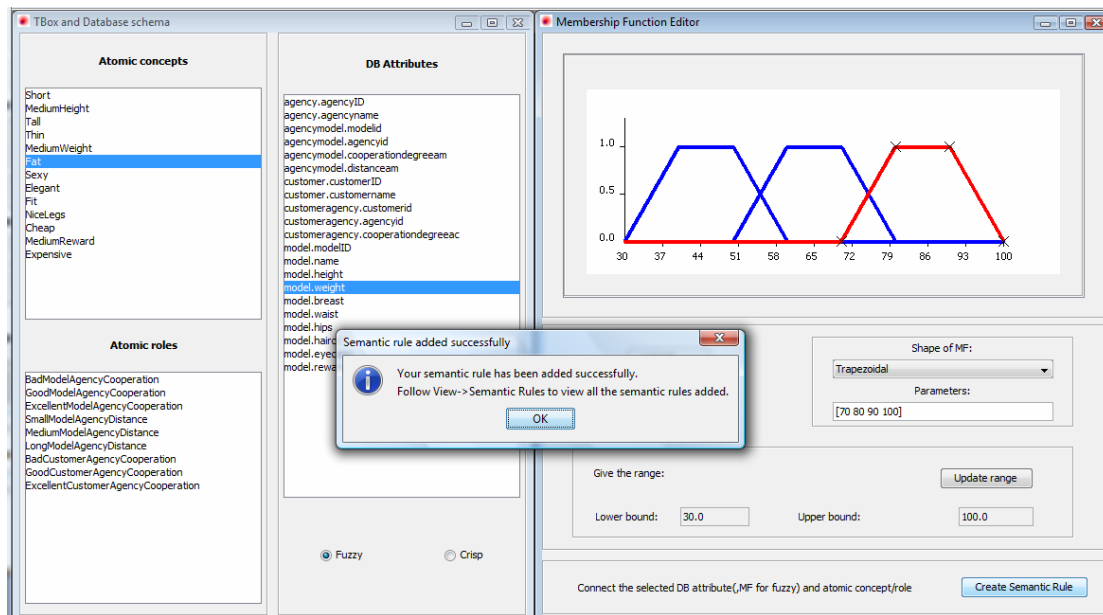 TBox and Database schema
Atomic concepts
Short
MediumHeight
Tall
Thin
MediumWeight
Fat
Sexy
Elegant
Fit
NiceLegs
Cheap
MediumReward
Expensive
Atomic roles
BadModelAgencyCooperation
GoodModelAgencyCooperation
ExcellentModelAgencyCooperation
SmallModelAgencyDistance
MediumModelAgencyDistance
LongModelAgencyDistance
BadCustomerAgencyCooperation
GoodCustomerAgencyCooperation
ExcellentCustomerAgencyCooperation
DB Attributes
agency.agencyID
agency.agencyname
agencymodel.modelid
agencymodel.agencyid
agencymodel.cooperationdegreeam
agencymodel.distanceam
customer.customerID
customer.customername
customeragency.customerid
customeragency.agencyid
customeragency.cooperationdegreeac
model.modelID
model.name
model.height
model.weight
model.breast
model.waist
model.hips
model.hairc
model.eyec
model.rewa
Fuzzy Crisp
Semantic rule added successfully
Your semantic rule has been added successfully.
Follow View->Semantic Rules to view all the semantic rules added.
OK
Membership Function Editor
1.0
0.5
0.0
30 37 44 51 58 65 72 79 86 93 100
Shape of MF:
Trapezoidal
Parameters:
[70 80 90 100]
Give the range:
Update range
Lower bound: 30.0 Upper bound: 100.0
Connect the selected DB attribute(,MF for fuzzy) and atomic concept/role Create Semantic Rule